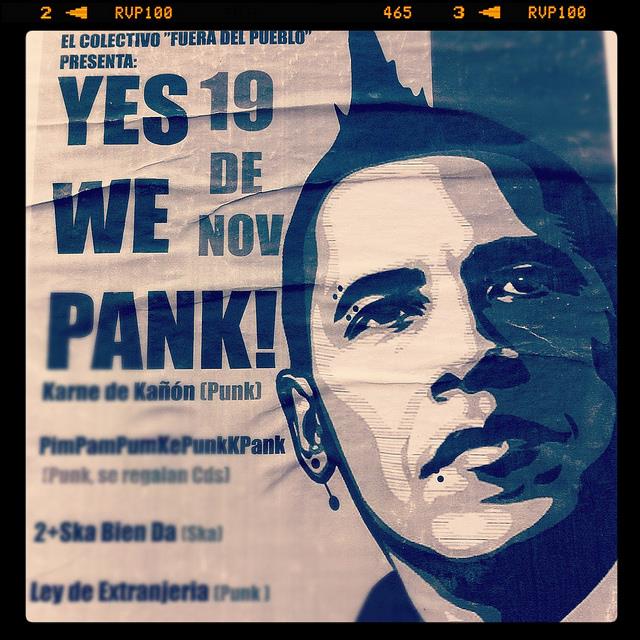 2 ◄ RVP100 465 3 ◄ RVP100
EL COLECTIVO "FUERA DEL PUEBLO"
PRESENTA:
YES
WE
PANK!
19
DE
NOV
Karne de Kañón (Punk)
PimPamPumKePunkKPank
(Punk, se regalan Cds)
2+Ska Bien Da (Ska)
Ley de Extranjeria (Punk)